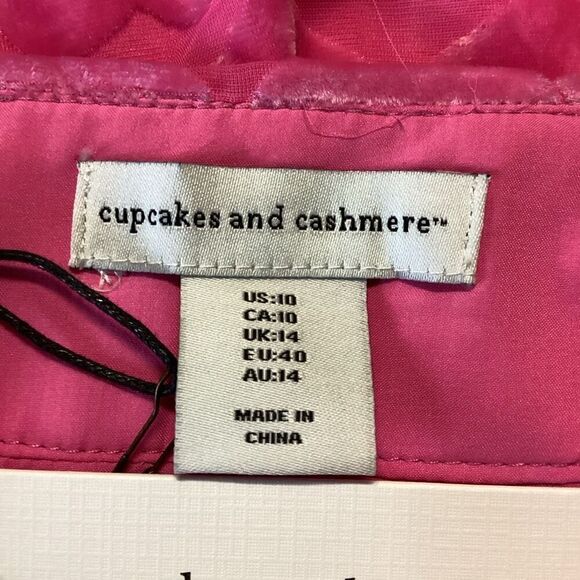 cupcakes and cashmere™
US:10
CA:10
UK:14
EU:40
AU:14
MADE IN
CHINA